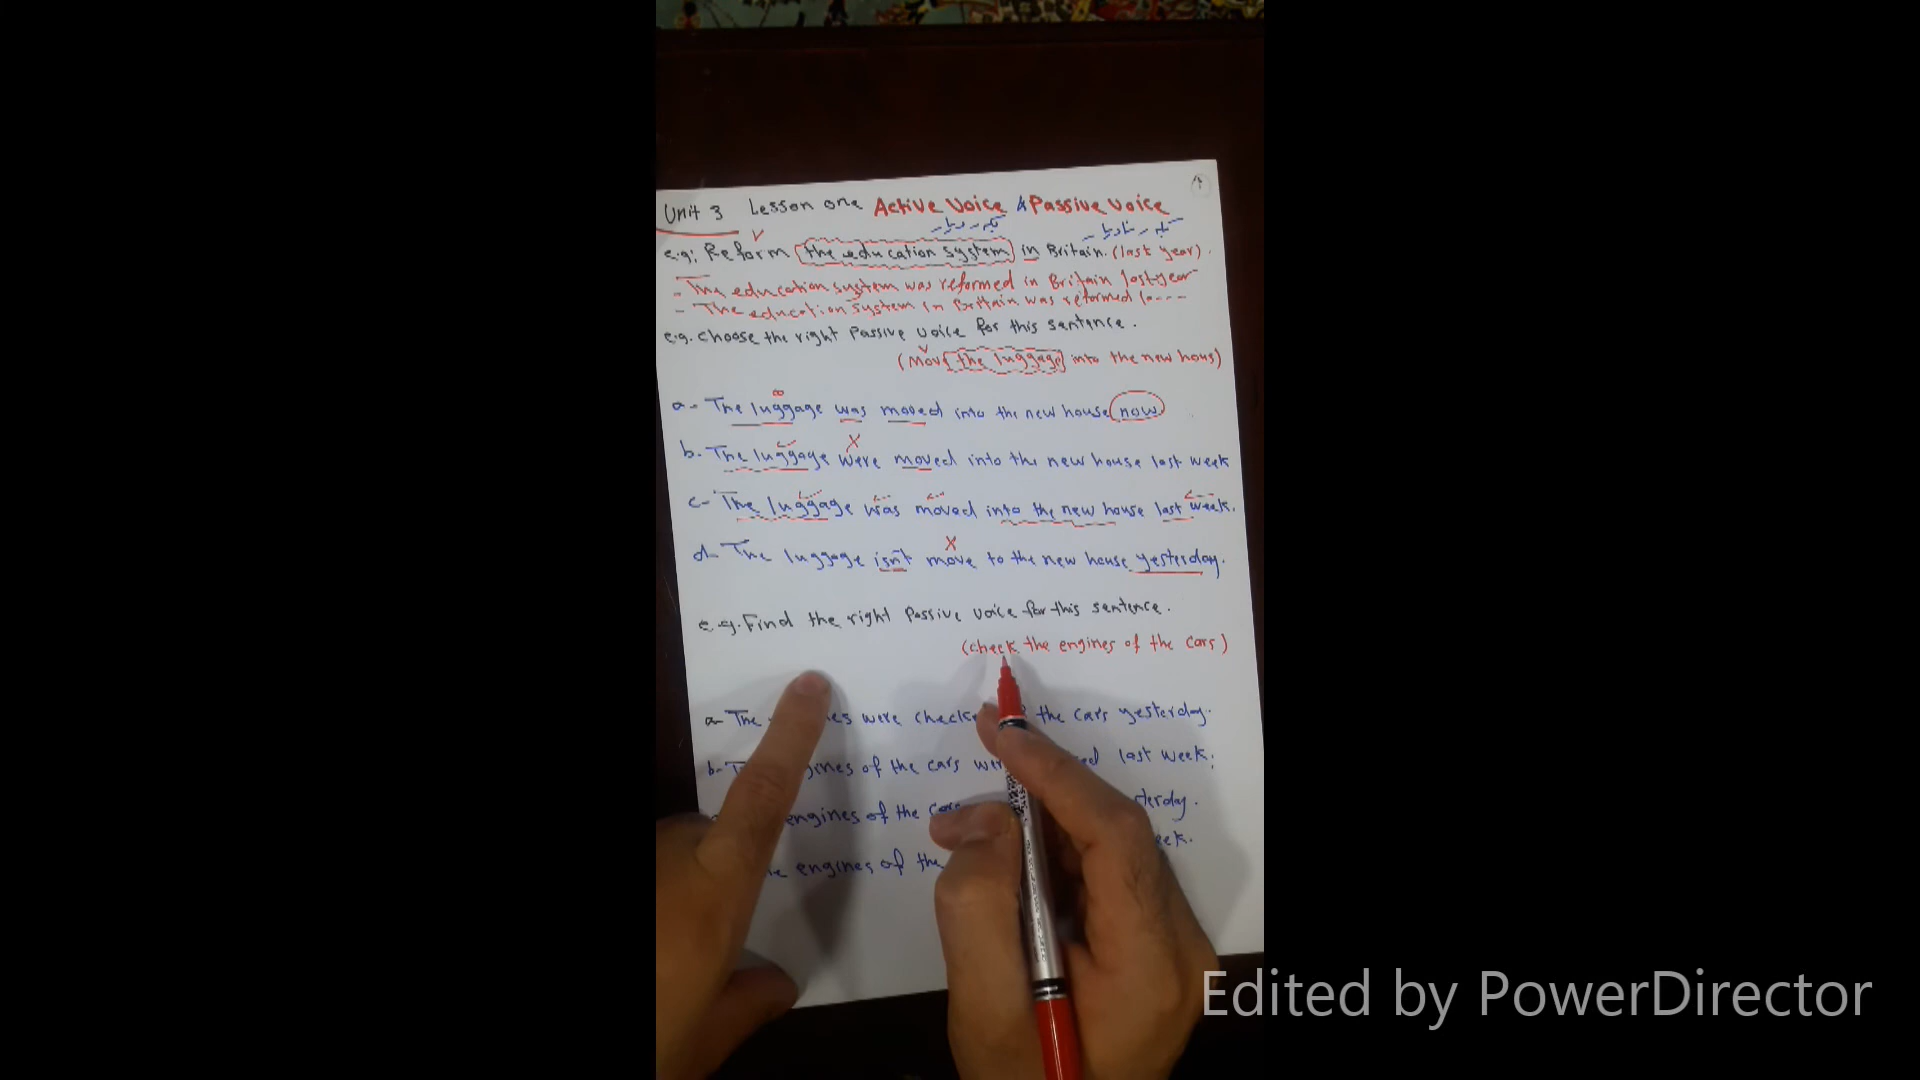 Unit 3 Lesson one Active Voice & Passive Voice
e.g; Reform the education system in Britain. (last year).
- The education system was reformed in Britain last year
- The education system in Britain was reformed l----
e.g. choose the right Passive voice for this sentence.
(Move the luggage into the new hous)
a- The luggage was moved into the new house now
b- The luggage were moved into the new house last week
c- The luggage was moved into the new house last week.
d- The luggage isn't move to the new house yesterday.
e.g. Find the right Passive voice for this sentence.
(check the engines of the cars)
a- The were the cars yesterday.
b- of the cars last week.
engines of the
engines of the
Edited by PowerDirector